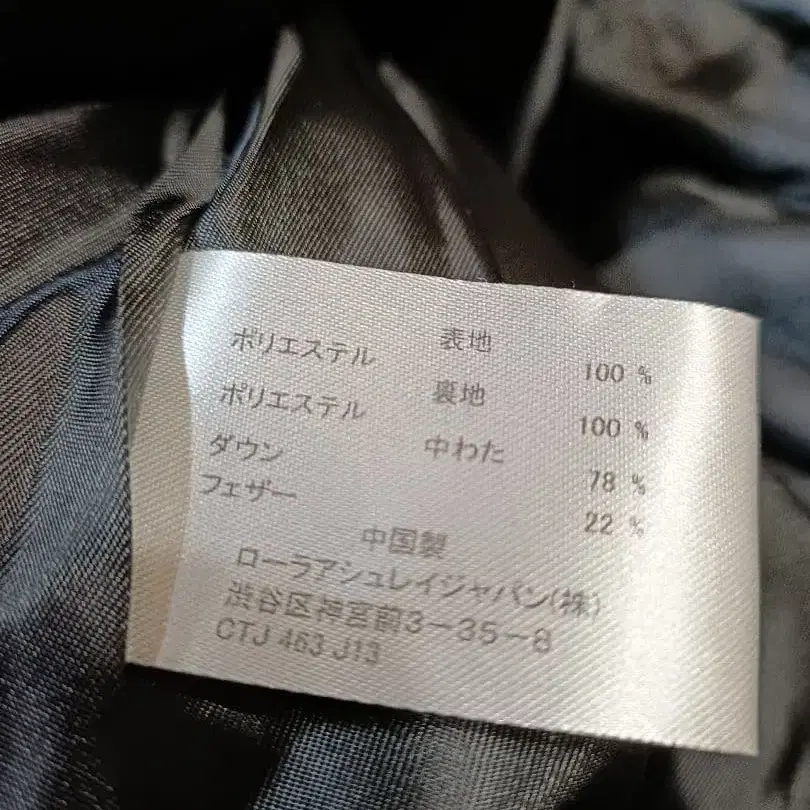 表地
ポリエステル 100 %
裏地
ポリエステル 100 %
中わた
ダウン 78 %
フェザー 22 %
中国製
ローラアシュレイジャパン(株)
渋谷区神宮前3-35-8
CTJ 463 J13